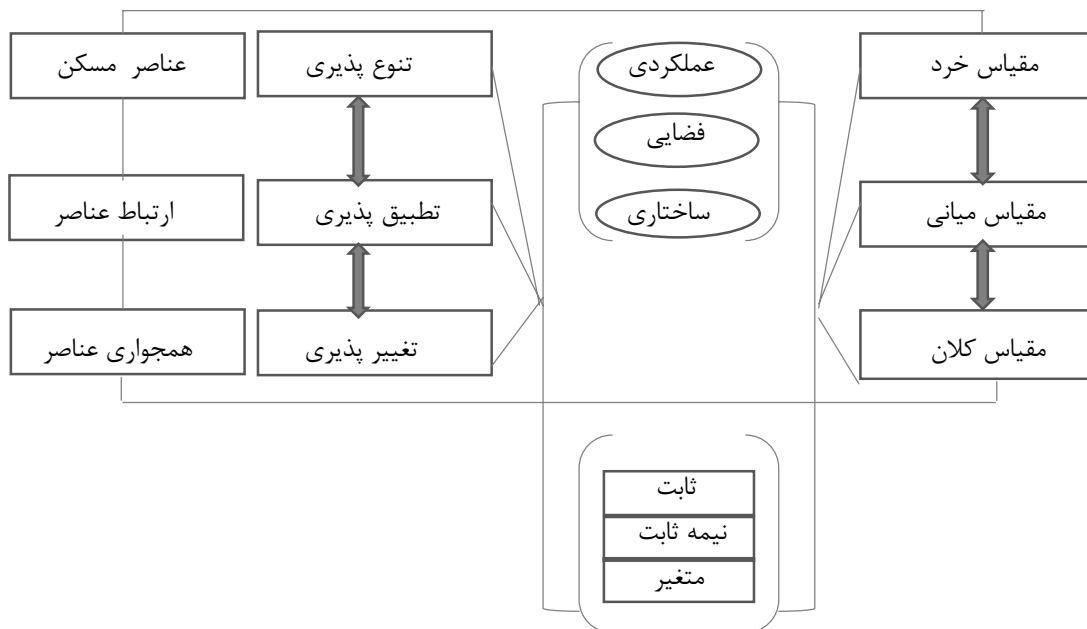 مقیاس خرد
عملکردی
تنوع پذیری
عناصر مسکن
فضایی
مقیاس میانی
ساختاری
تطبیق پذیری
ارتباط عناصر
مقیاس کلان
تغییر پذیری
همجواری عناصر
ثابت
نیمه ثابت
متغیر